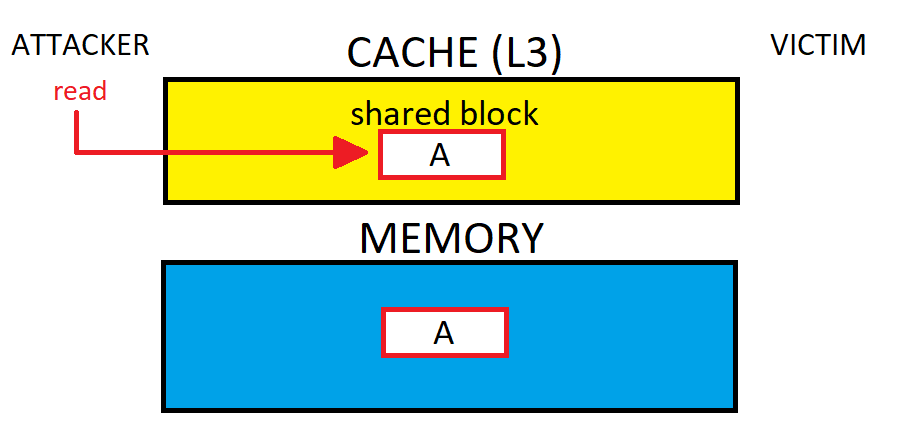 ATTACKER
CACHE (L3)
VICTIM
read
shared block
A
MEMORY
A